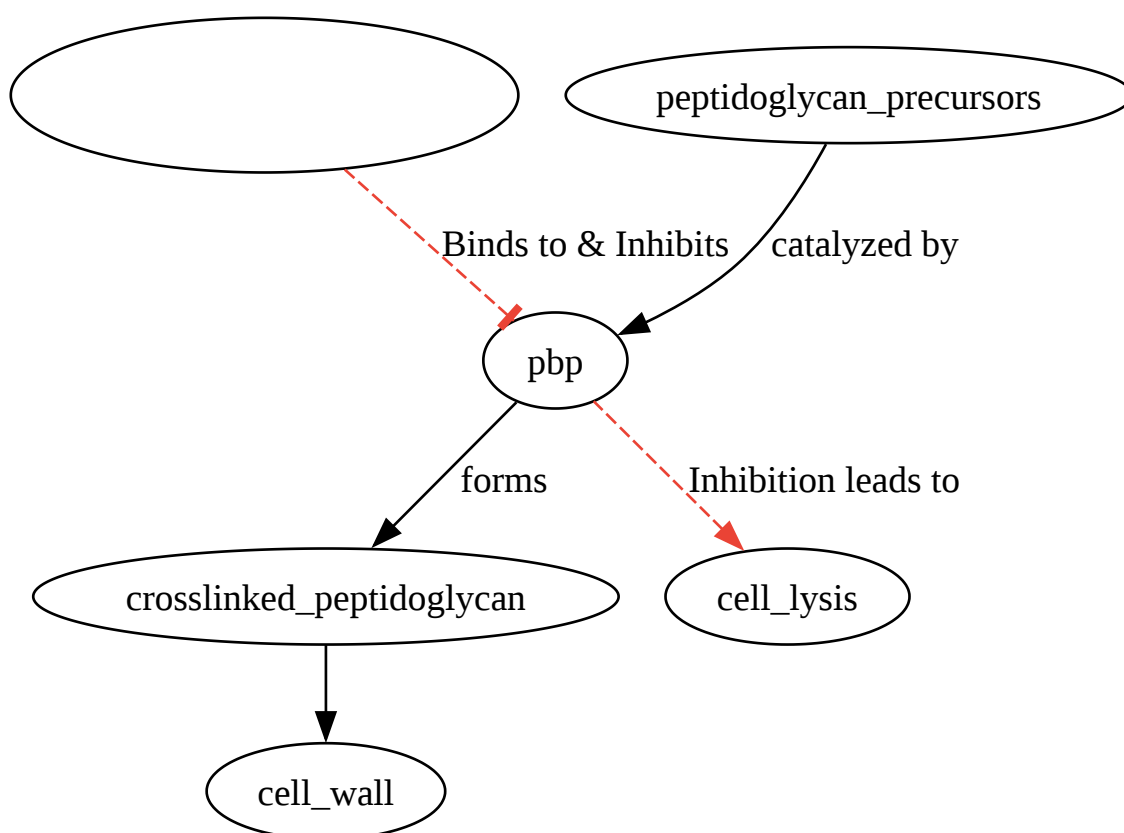 peptidoglycan_precursors
Binds to & Inhibits
catalyzed by
pbp
forms
Inhibition leads to
crosslinked_peptidoglycan
cell_lysis
cell_wall